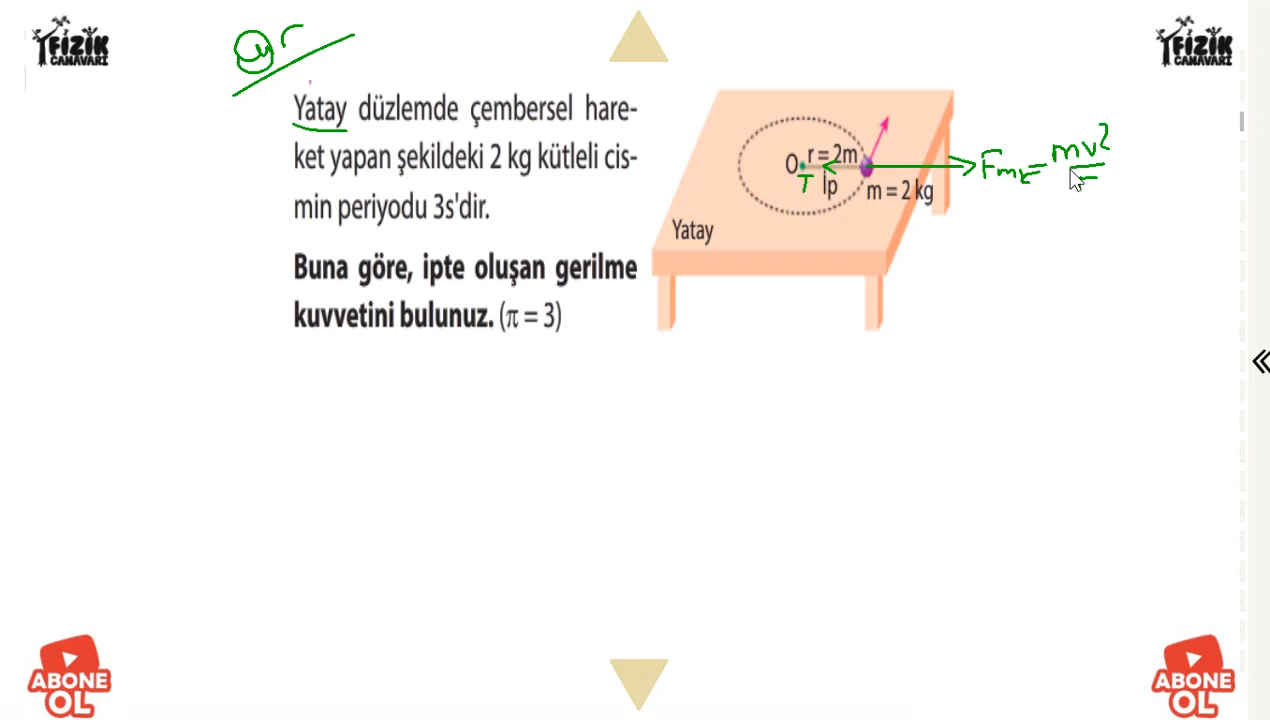 FİZİK
CANAVARI
FİZİK
CANAVARI
Yatay düzlemde çembersel hare-
ket yapan şekildeki 2 kg kütleli cis-
min periyodu 3s'dir.
Buna göre, ipte oluşan gerilme
kuvvetini bulunuz. (π = 3)
O r = 2m
T İp
m = 2 kg
Yatay
Fmk = mv²
r
ABONE
OL
ABONE
OL